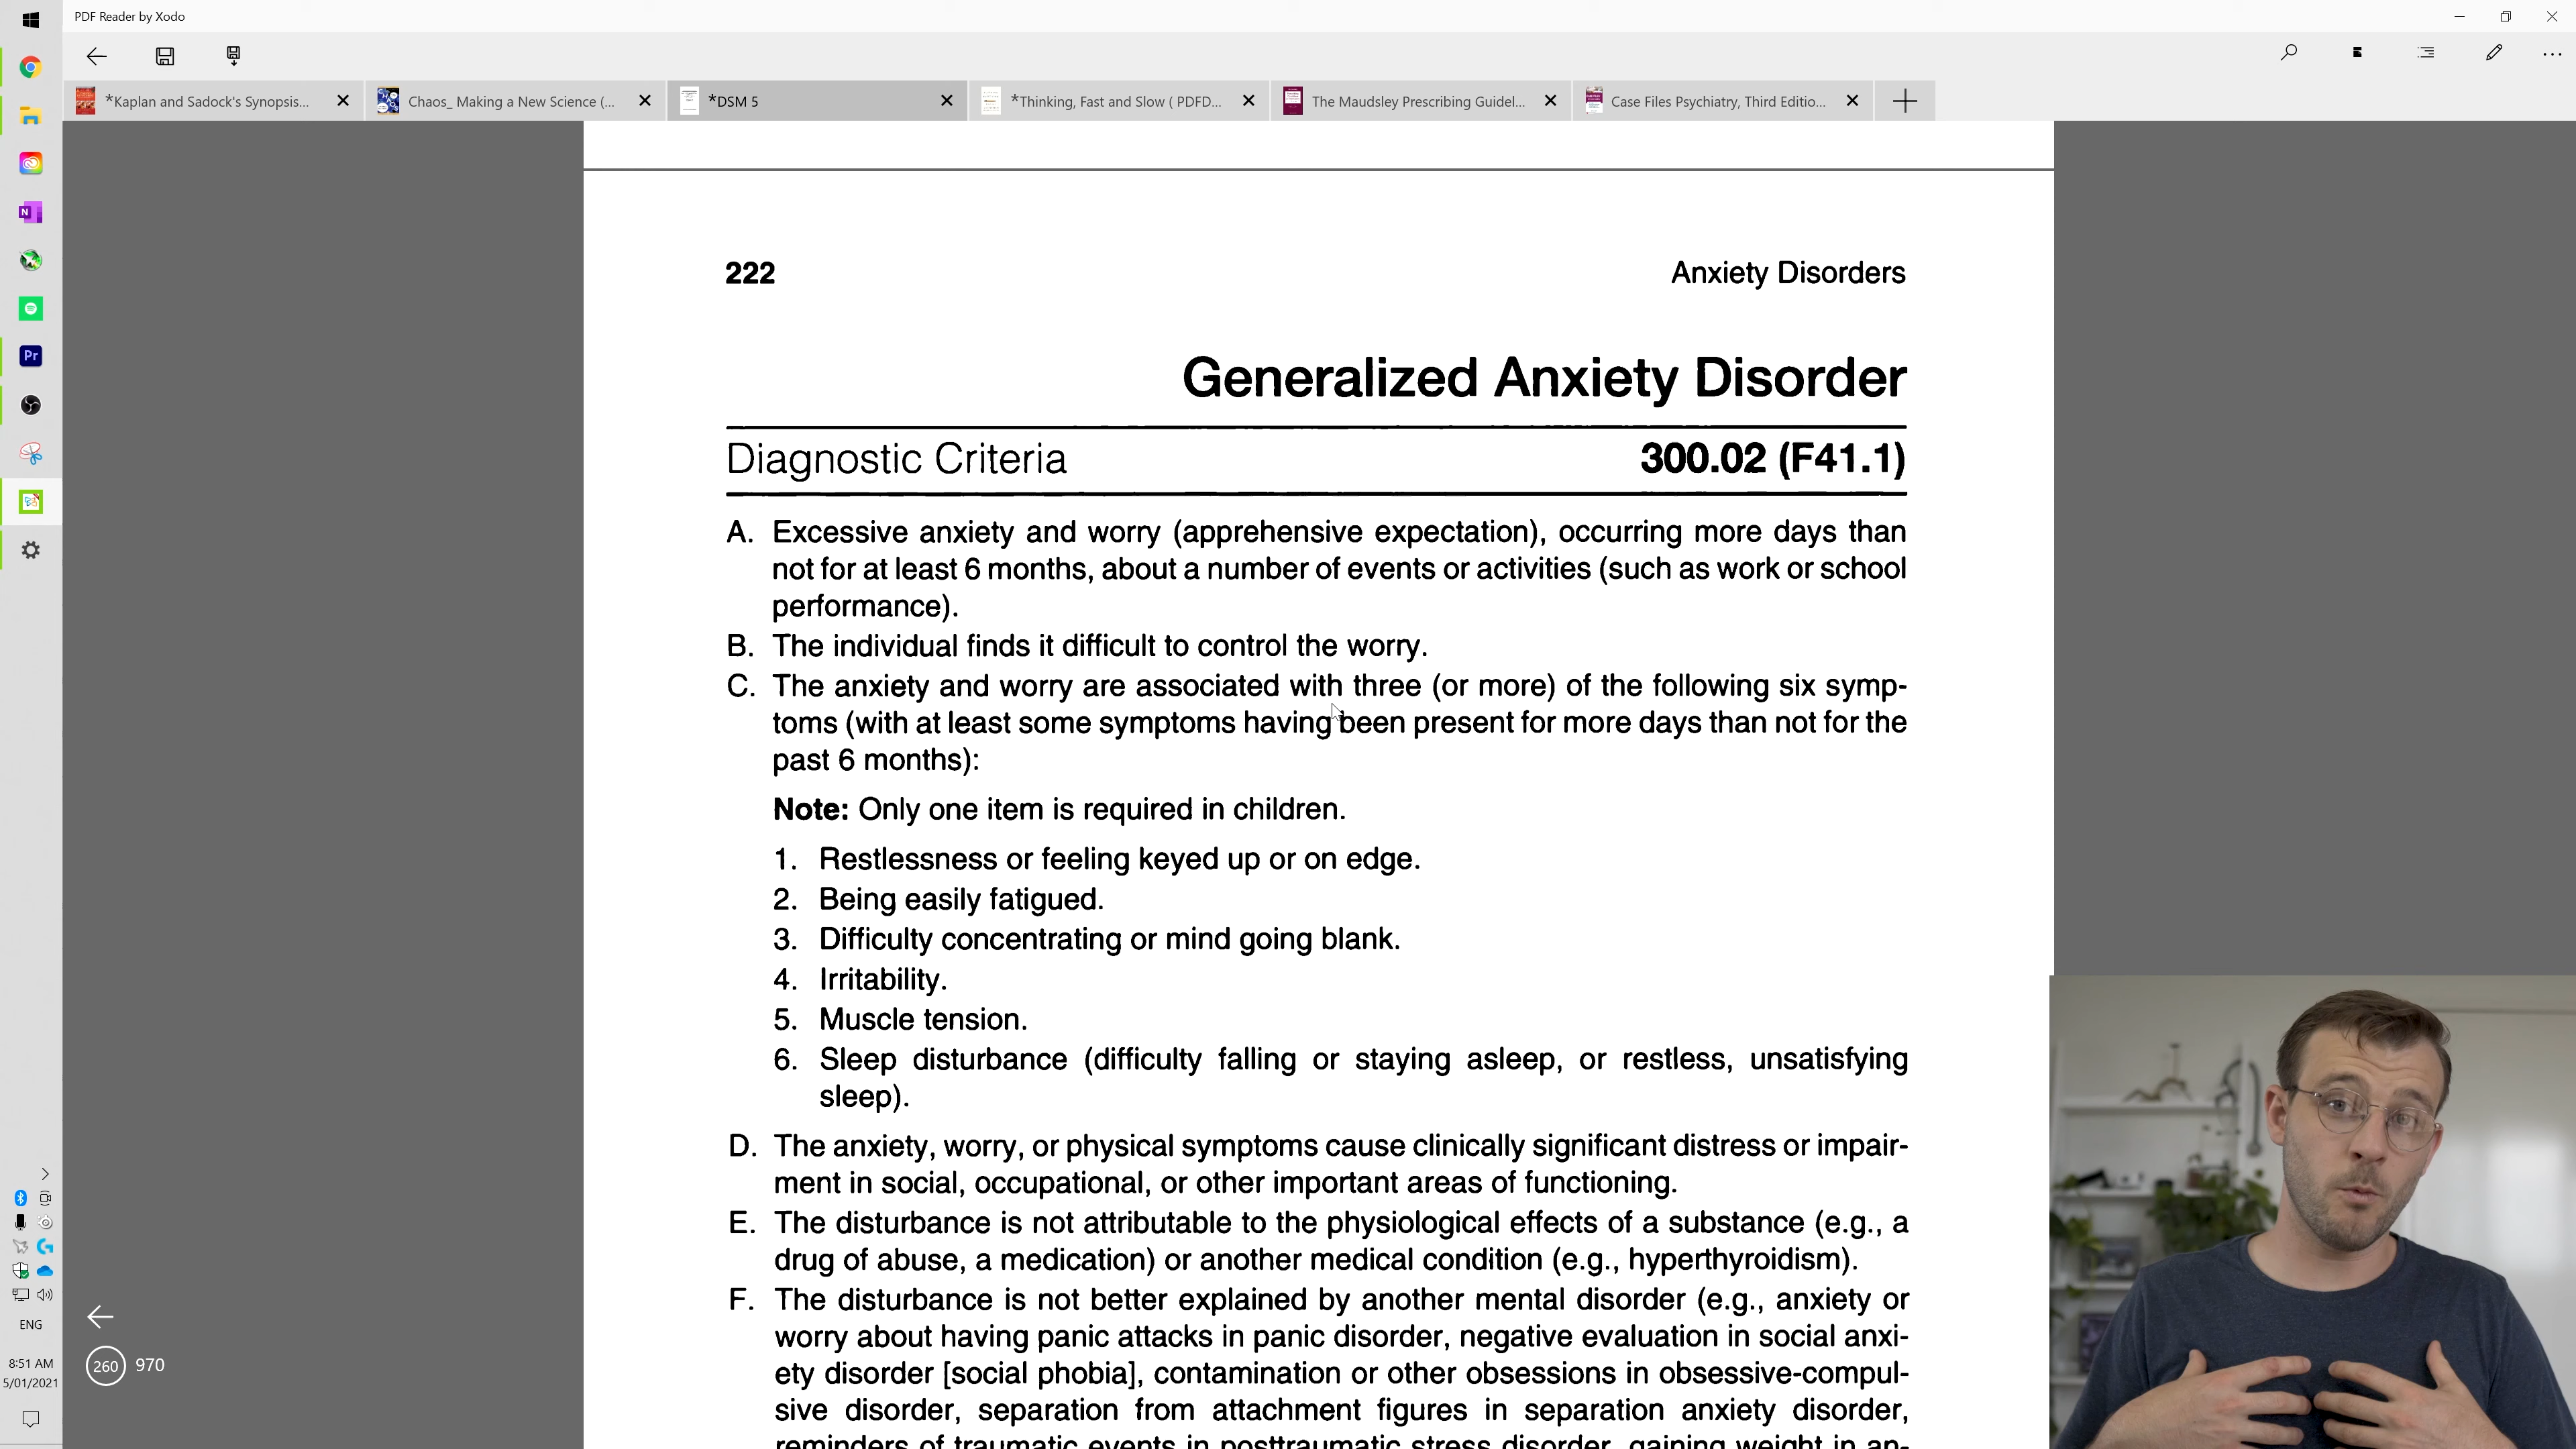 PDF Reader by Xodo
*Kaplan and Sadock's Synopsis...
Chaos_ Making a New Science (...
*DSM 5
*Thinking, Fast and Slow ( PDFD...
The Maudsley Prescribing Guidel...
Case Files Psychiatry, Third Editio...
222
Anxiety Disorders
Generalized Anxiety Disorder
Diagnostic Criteria
300.02 (F41.1)
A. Excessive anxiety and worry (apprehensive expectation), occurring more days than
not for at least 6 months, about a number of events or activities (such as work or school
performance).
B. The individual finds it difficult to control the worry.
C. The anxiety and worry are associated with three (or more) of the following six symp-
toms (with at least some symptoms having been present for more days than not for the
past 6 months):
Note: Only one item is required in children.
1. Restlessness or feeling keyed up or on edge.
2. Being easily fatigued.
3. Difficulty concentrating or mind going blank.
4. Irritability.
5. Muscle tension.
6. Sleep disturbance (difficulty falling or staying asleep, or restless, unsatisfying
sleep).
D. The anxiety, worry, or physical symptoms cause clinically significant distress or impair-
ment in social, occupational, or other important areas of functioning.
E. The disturbance is not attributable to the physiological effects of a substance (e.g., a
drug of abuse, a medication) or another medical condition (e.g., hyperthyroidism).
F. The disturbance is not better explained by another mental disorder (e.g., anxiety or
worry about having panic attacks in panic disorder, negative evaluation in social anxi-
ety disorder [social phobia], contamination or other obsessions in obsessive-compul-
sive disorder, separation from attachment figures in separation anxiety disorder,
reminders of traumatic events in posttraumatic stress disorder, gaining weight in an-
N
Pr
ENG
8:51 AM
5/01/2021
260
970